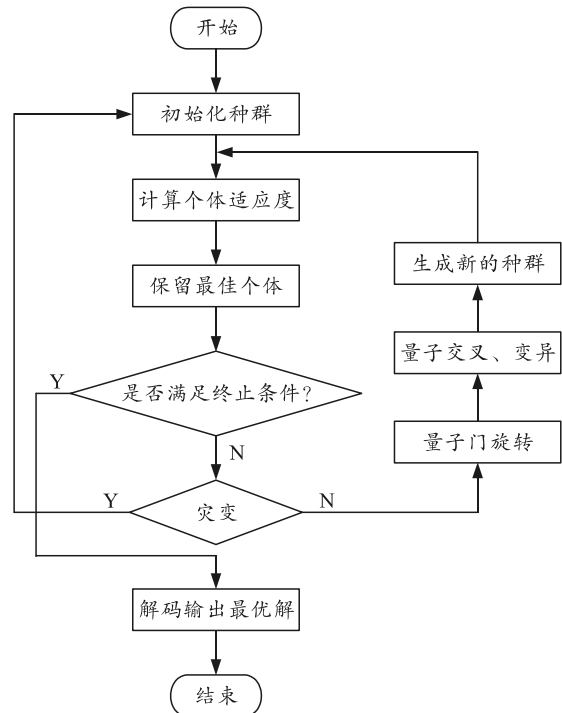 开始
初始化种群
计算个体适应度
保留最佳个体
生成新的种群
量子交叉、变异
Y
是否满足终止条件?
N
量子门旋转
Y
灾变
N
解码输出最优解
结束